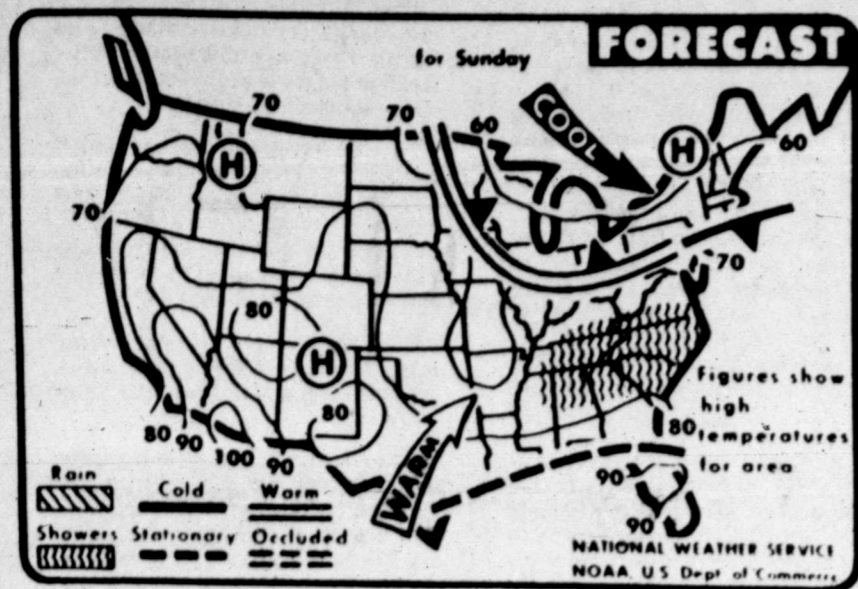 FORECAST
for Sunday
70
70
60
COOL
H
H
60
70
70
80
H
80
Figures show
high
80 temperatures
for area
80 90 100 90
WARM
90
90
Rain
Cold Warm
Showers Stationary Occluded
NATIONAL WEATHER SERVICE
NOAA, U S Dept of Commerce